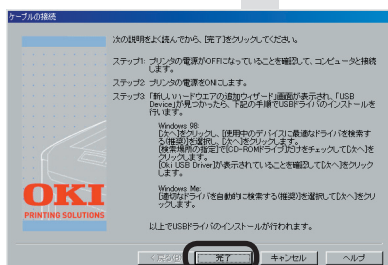 ケーブルの接続
次の説明をよく読んでから、[完了]をクリックしてください。
ステップ1: プリンタの電源がOFFになっていることを確認して、コンピュータと接続
します。
ステップ2: プリンタの電源をONにします。
ステップ3: 「新しいハードウェアの追加ウィザード」画面が表示され、「USB
Device」が見つかったら、下記の手順でUSBドライバのインストールを
行います。
Windows 98:
[次へ]をクリックし、[使用中のデバイスに最適なドライバを検索す
る(推奨)]を選択し、[次へ]をクリックします。
[検索場所の指定]で[CD-ROMドライブ]だけをチェックして[次へ]を
クリックします。
[Oki USB Driver]が表示されていることを確認して[次へ]をクリック
します。
Windows Me:
[適切なドライバを自動的に検索する(推奨)]を選択して[次へ]をクリ
ックします。
以上でUSBドライバのインストールが行われます。
OKI
PRINTING SOLUTIONS
< 戻る(B) 完了 キャンセル ヘルプ